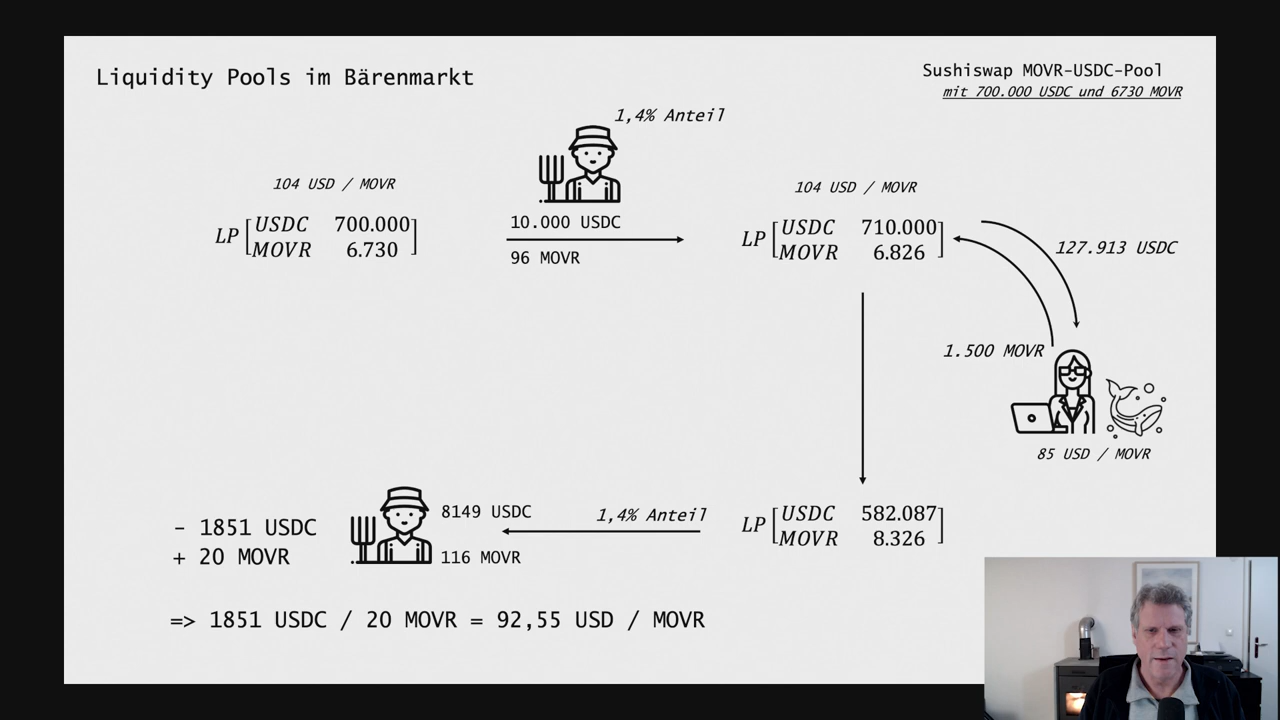 Liquidity Pools im Bärenmarkt
Sushiswap MOVR-USDC-Pool
mit 700.000 USDC und 6730 MOVR
1,4% Anteil
104 USD / MOVR
LP [USDC 700.000]
[MOVR 6.730]
10.000 USDC
96 MOVR
104 USD / MOVR
LP [USDC 710.000]
[MOVR 6.826]
127.913 USDC
1.500 MOVR
85 USD / MOVR
LP [USDC 582.087]
[MOVR 8.326]
1,4% Anteil
8149 USDC
116 MOVR
- 1851 USDC
+ 20 MOVR
=> 1851 USDC / 20 MOVR = 92,55 USD / MOVR